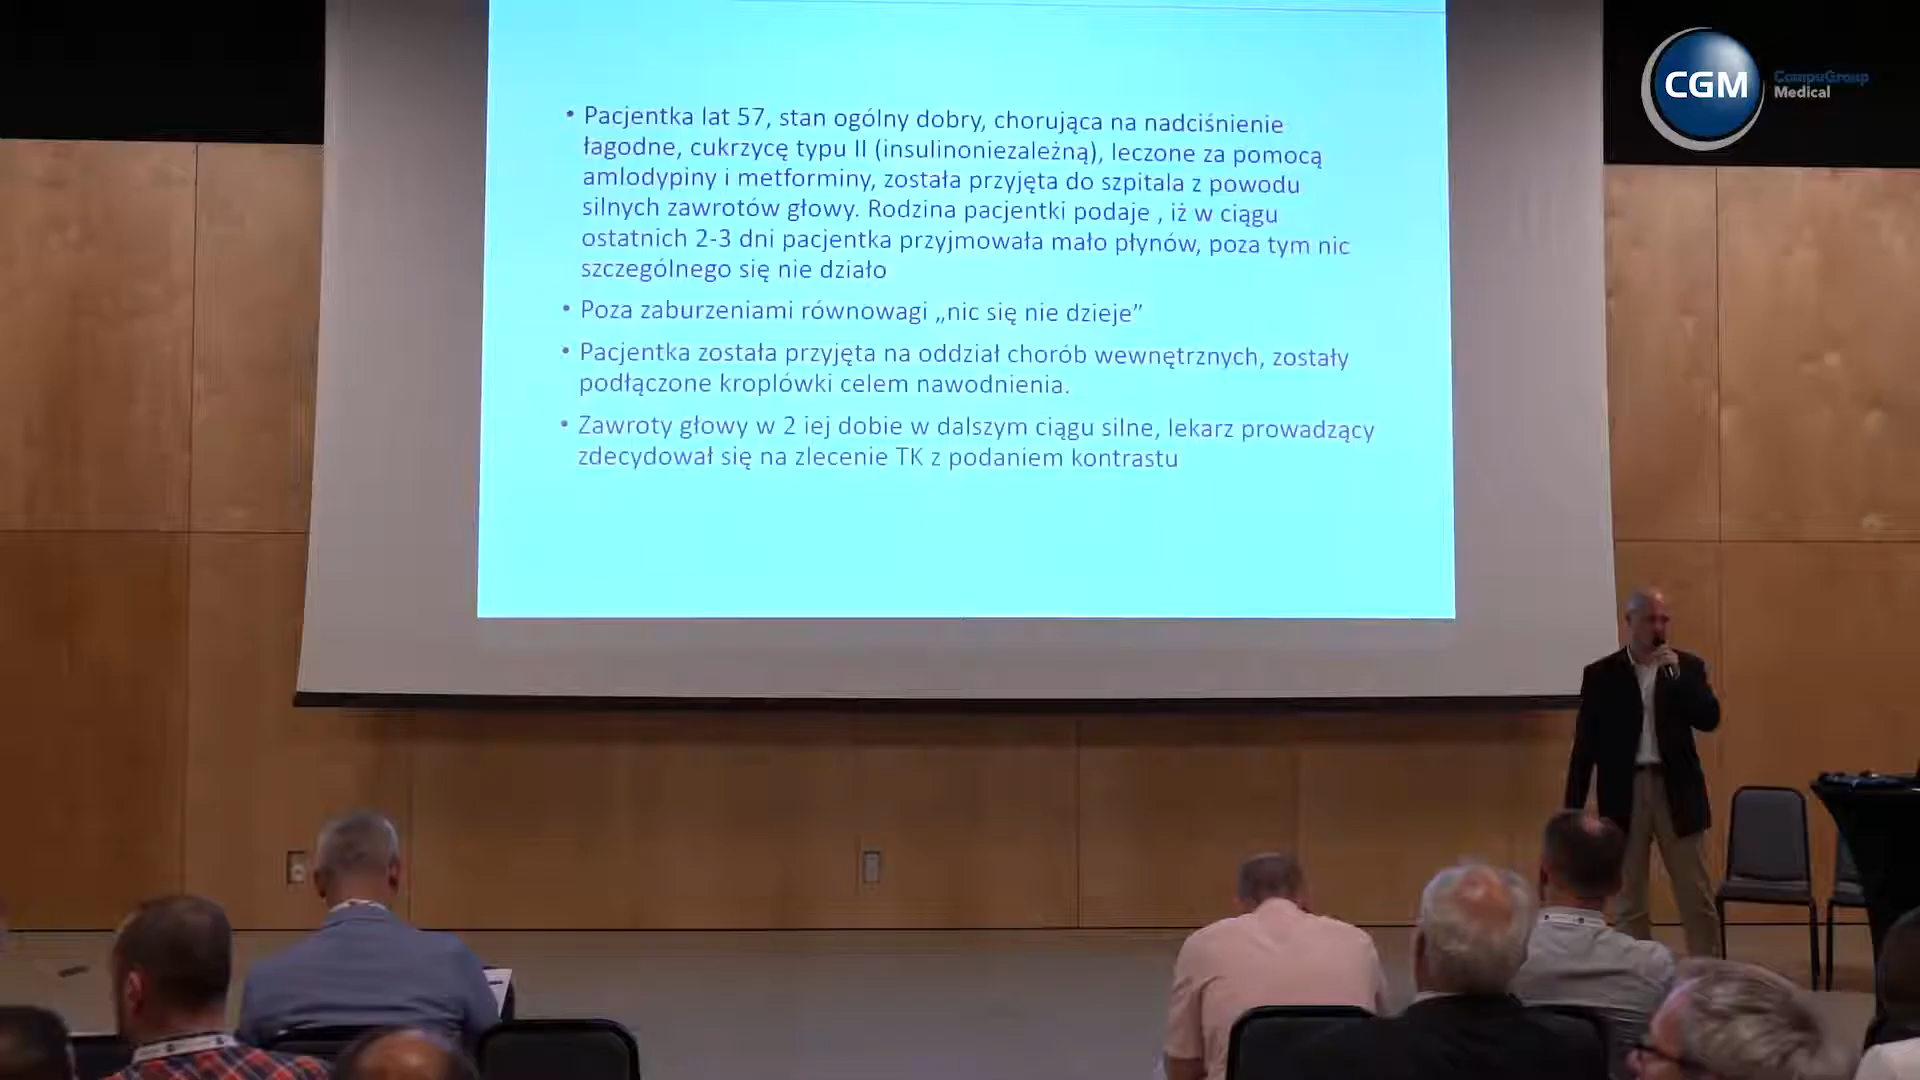 • Pacjentka lat 57, stan ogólny dobry, chorująca na nadciśnienie
łagodne, cukrzycę typu II (insulinoniezależną), leczone za pomocą
amlodypiny i metforminy, została przyjęta do szpitala z powodu
silnych zawrotów głowy. Rodzina pacjentki podaje , iż w ciągu
ostatnich 2-3 dni pacjentka przyjmowała mało płynów, poza tym nic
szczególnego się nie działo
• Poza zaburzeniami równowagi „nic się nie dzieje”
• Pacjentka została przyjęta na oddział chorób wewnętrznych, zostały
podłączone kroplówki celem nawodnienia.
• Zawroty głowy w 2 iej dobie w dalszym ciągu silne, lekarz prowadzący
zdecydował się na zlecenie TK z podaniem kontrastu
CGM
CompuGroup
Medical